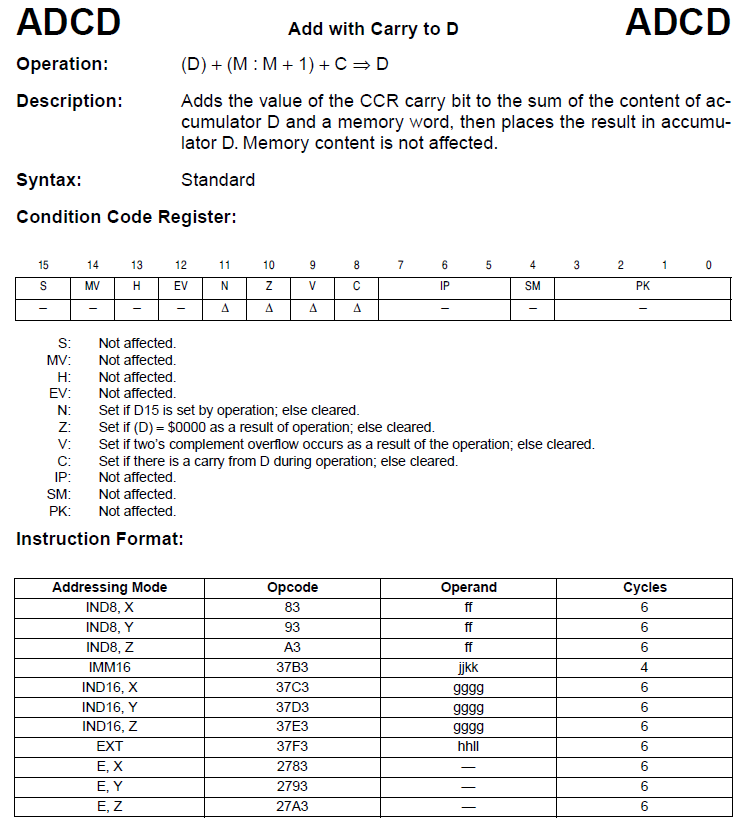 ADCD Add with Carry to D ADCD
Operation: (D) + (M : M + 1) + C ⇒ D
Description: Adds the value of the CCR carry bit to the sum of the content of ac-
cumulator D and a memory word, then places the result in accumu-
lator D. Memory content is not affected.
Syntax: Standard
Condition Code Register:
15 14 13 12 11 10 9 8 7 6 5 4 3 2 1 0
S MV H EV N Z V C IP SM PK
– – – – Δ Δ Δ Δ – – –
S: Not affected.
MV: Not affected.
H: Not affected.
EV: Not affected.
N: Set if D15 is set by operation; else cleared.
Z: Set if (D) = $0000 as a result of operation; else cleared.
V: Set if two's complement overflow occurs as a result of the operation; else cleared.
C: Set if there is a carry from D during operation; else cleared.
IP: Not affected.
SM: Not affected.
PK: Not affected.
Instruction Format:
Addressing Mode Opcode Operand Cycles
IND8, X 83 ff 6
IND8, Y 93 ff 6
IND8, Z A3 ff 6
IMM16 37B3 jjkk 4
IND16, X 37C3 gggg 6
IND16, Y 37D3 gggg 6
IND16, Z 37E3 gggg 6
EXT 37F3 hhll 6
E, X 2783 — 6
E, Y 2793 — 6
E, Z 27A3 — 6